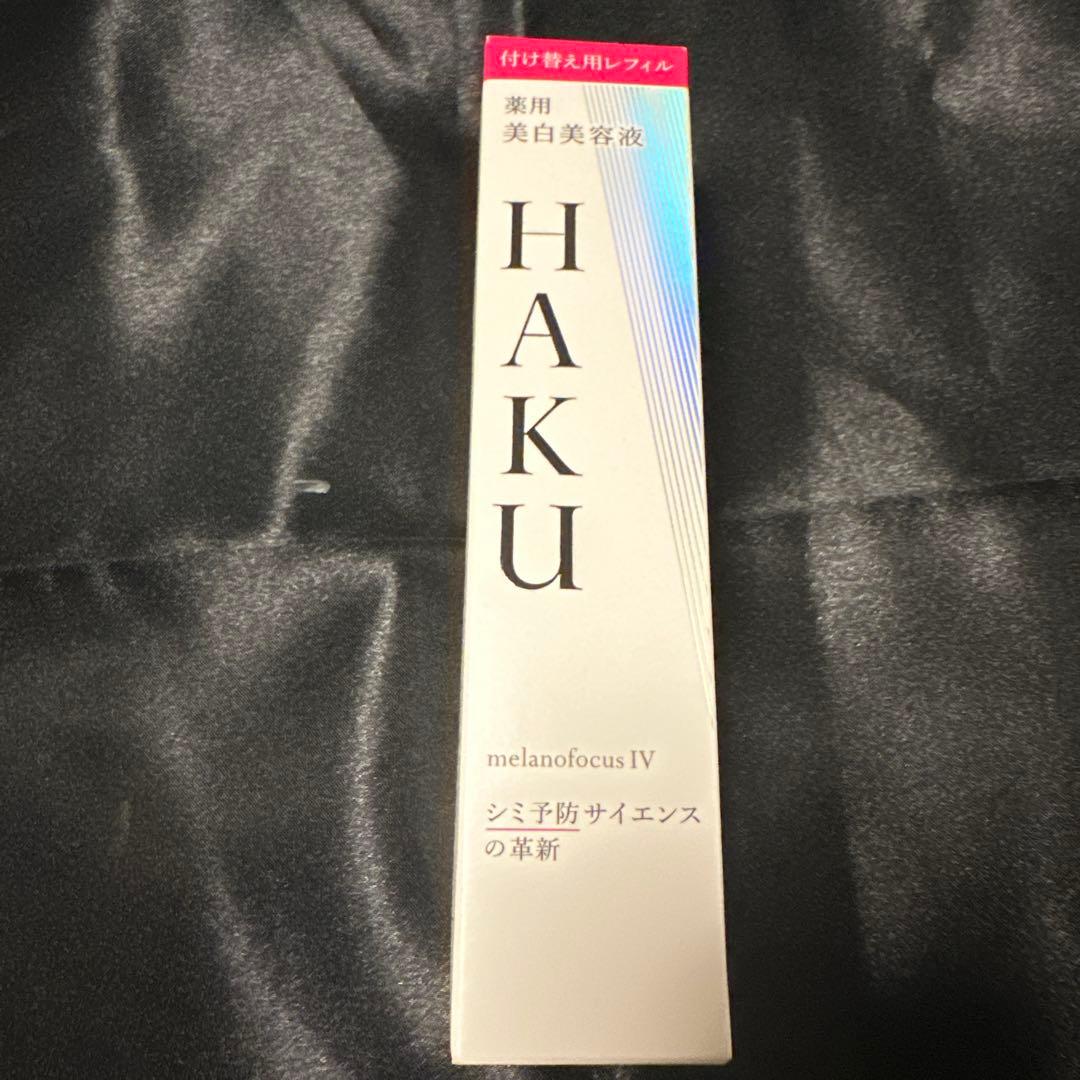 付け替え用レフィル
薬用
美白美容液
HAKU
melanofocus IV
シミ予防サイエンス
の革新